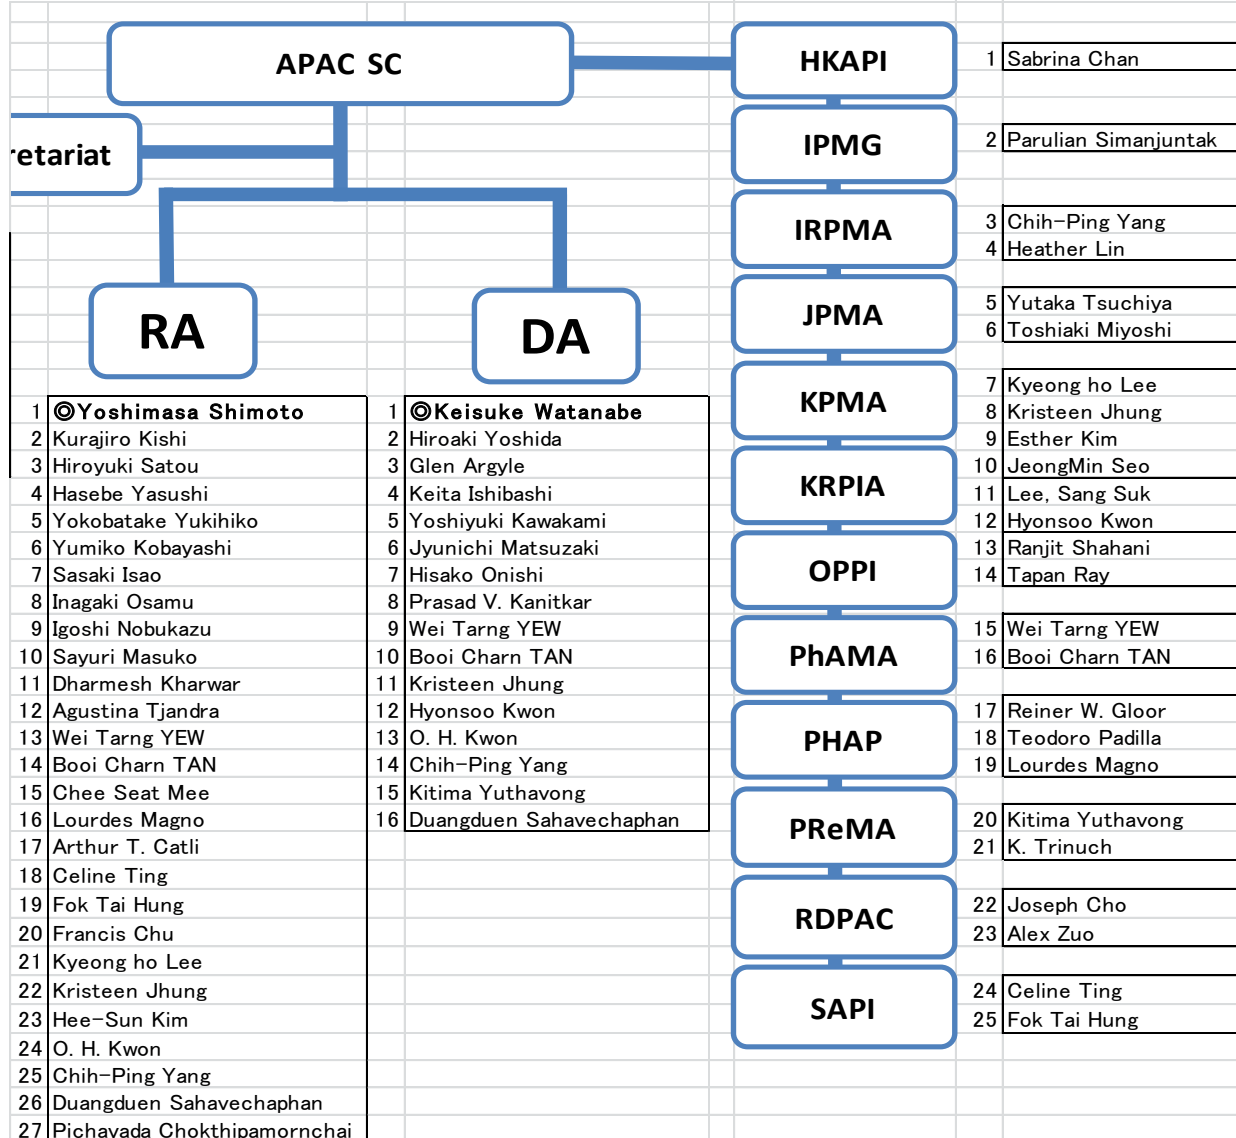 APAC SC
retariat
RA
DA
1 ◎Yoshimasa Shimoto
2 Kurajiro Kishi
3 Hiroyuki Satou
4 Hasebe Yasushi
5 Yokobatake Yukihiko
6 Yumiko Kobayashi
7 Sasaki Isao
8 Inagaki Osamu
9 Igoshi Nobukazu
10 Sayuri Masuko
11 Dharmesh Kharwar
12 Agustina Tjandra
13 Wei Tarng YEW
14 Booi Charn TAN
15 Chee Seat Mee
16 Lourdes Magno
17 Arthur T. Catli
18 Celine Ting
19 Fok Tai Hung
20 Francis Chu
21 Kyeong ho Lee
22 Kristeen Jhung
23 Hee-Sun Kim
24 O. H. Kwon
25 Chih-Ping Yang
26 Duangduen Sahavechaphan
27 Pichayada Chokthipamornchai
1 ◎Keisuke Watanabe
2 Hiroaki Yoshida
3 Glen Argyle
4 Keita Ishibashi
5 Yoshiyuki Kawakami
6 Jyunichi Matsuzaki
7 Hisako Onishi
8 Prasad V. Kanitkar
9 Wei Tarng YEW
10 Booi Charn TAN
11 Kristeen Jhung
12 Hyonsoo Kwon
13 O. H. Kwon
14 Chih-Ping Yang
15 Kitima Yuthavong
16 Duangduen Sahavechaphan
HKAPI
IPMG
IRPMA
JPMA
KPMA
KRPIA
OPPI
PhAMA
PHAP
PReMA
RDPAC
SAPI
1 Sabrina Chan
2 Parulian Simanjuntak
3 Chih-Ping Yang
4 Heather Lin
5 Yutaka Tsuchiya
6 Toshiaki Miyoshi
7 Kyeong ho Lee
8 Kristeen Jhung
9 Esther Kim
10 JeongMin Seo
11 Lee, Sang Suk
12 Hyonsoo Kwon
13 Ranjit Shahani
14 Tapan Ray
15 Wei Tarng YEW
16 Booi Charn TAN
17 Reiner W. Gloor
18 Teodoro Padilla
19 Lourdes Magno
20 Kitima Yuthavong
21 K. Trinuch
22 Joseph Cho
23 Alex Zuo
24 Celine Ting
25 Fok Tai Hung